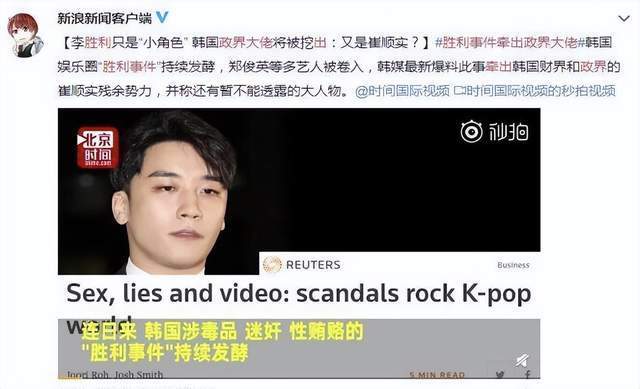 新浪新闻客户端
【李胜利只是“小角色” 韩国政界大佬将被挖出：又是崔顺实？】#胜利事件牵出政界大佬#韩国
娱乐圈“胜利事件”持续发酵，郑俊英等多艺人被卷入，韩媒最新爆料此事牵出韩国财界和政界的
崔顺实残余势力，并称还有暂不能透露的大人物。@时间国际视频 时间国际视频的秒拍视频
北京
时间
btime.com
秒拍
REUTERS
Business
Sex, lies and video: scandals rock K-pop
world
连日来 韩国涉毒品 迷奸 性贿赂的
"胜利事件"持续发酵
Joori Roh, Josh Smith
5 MIN READ